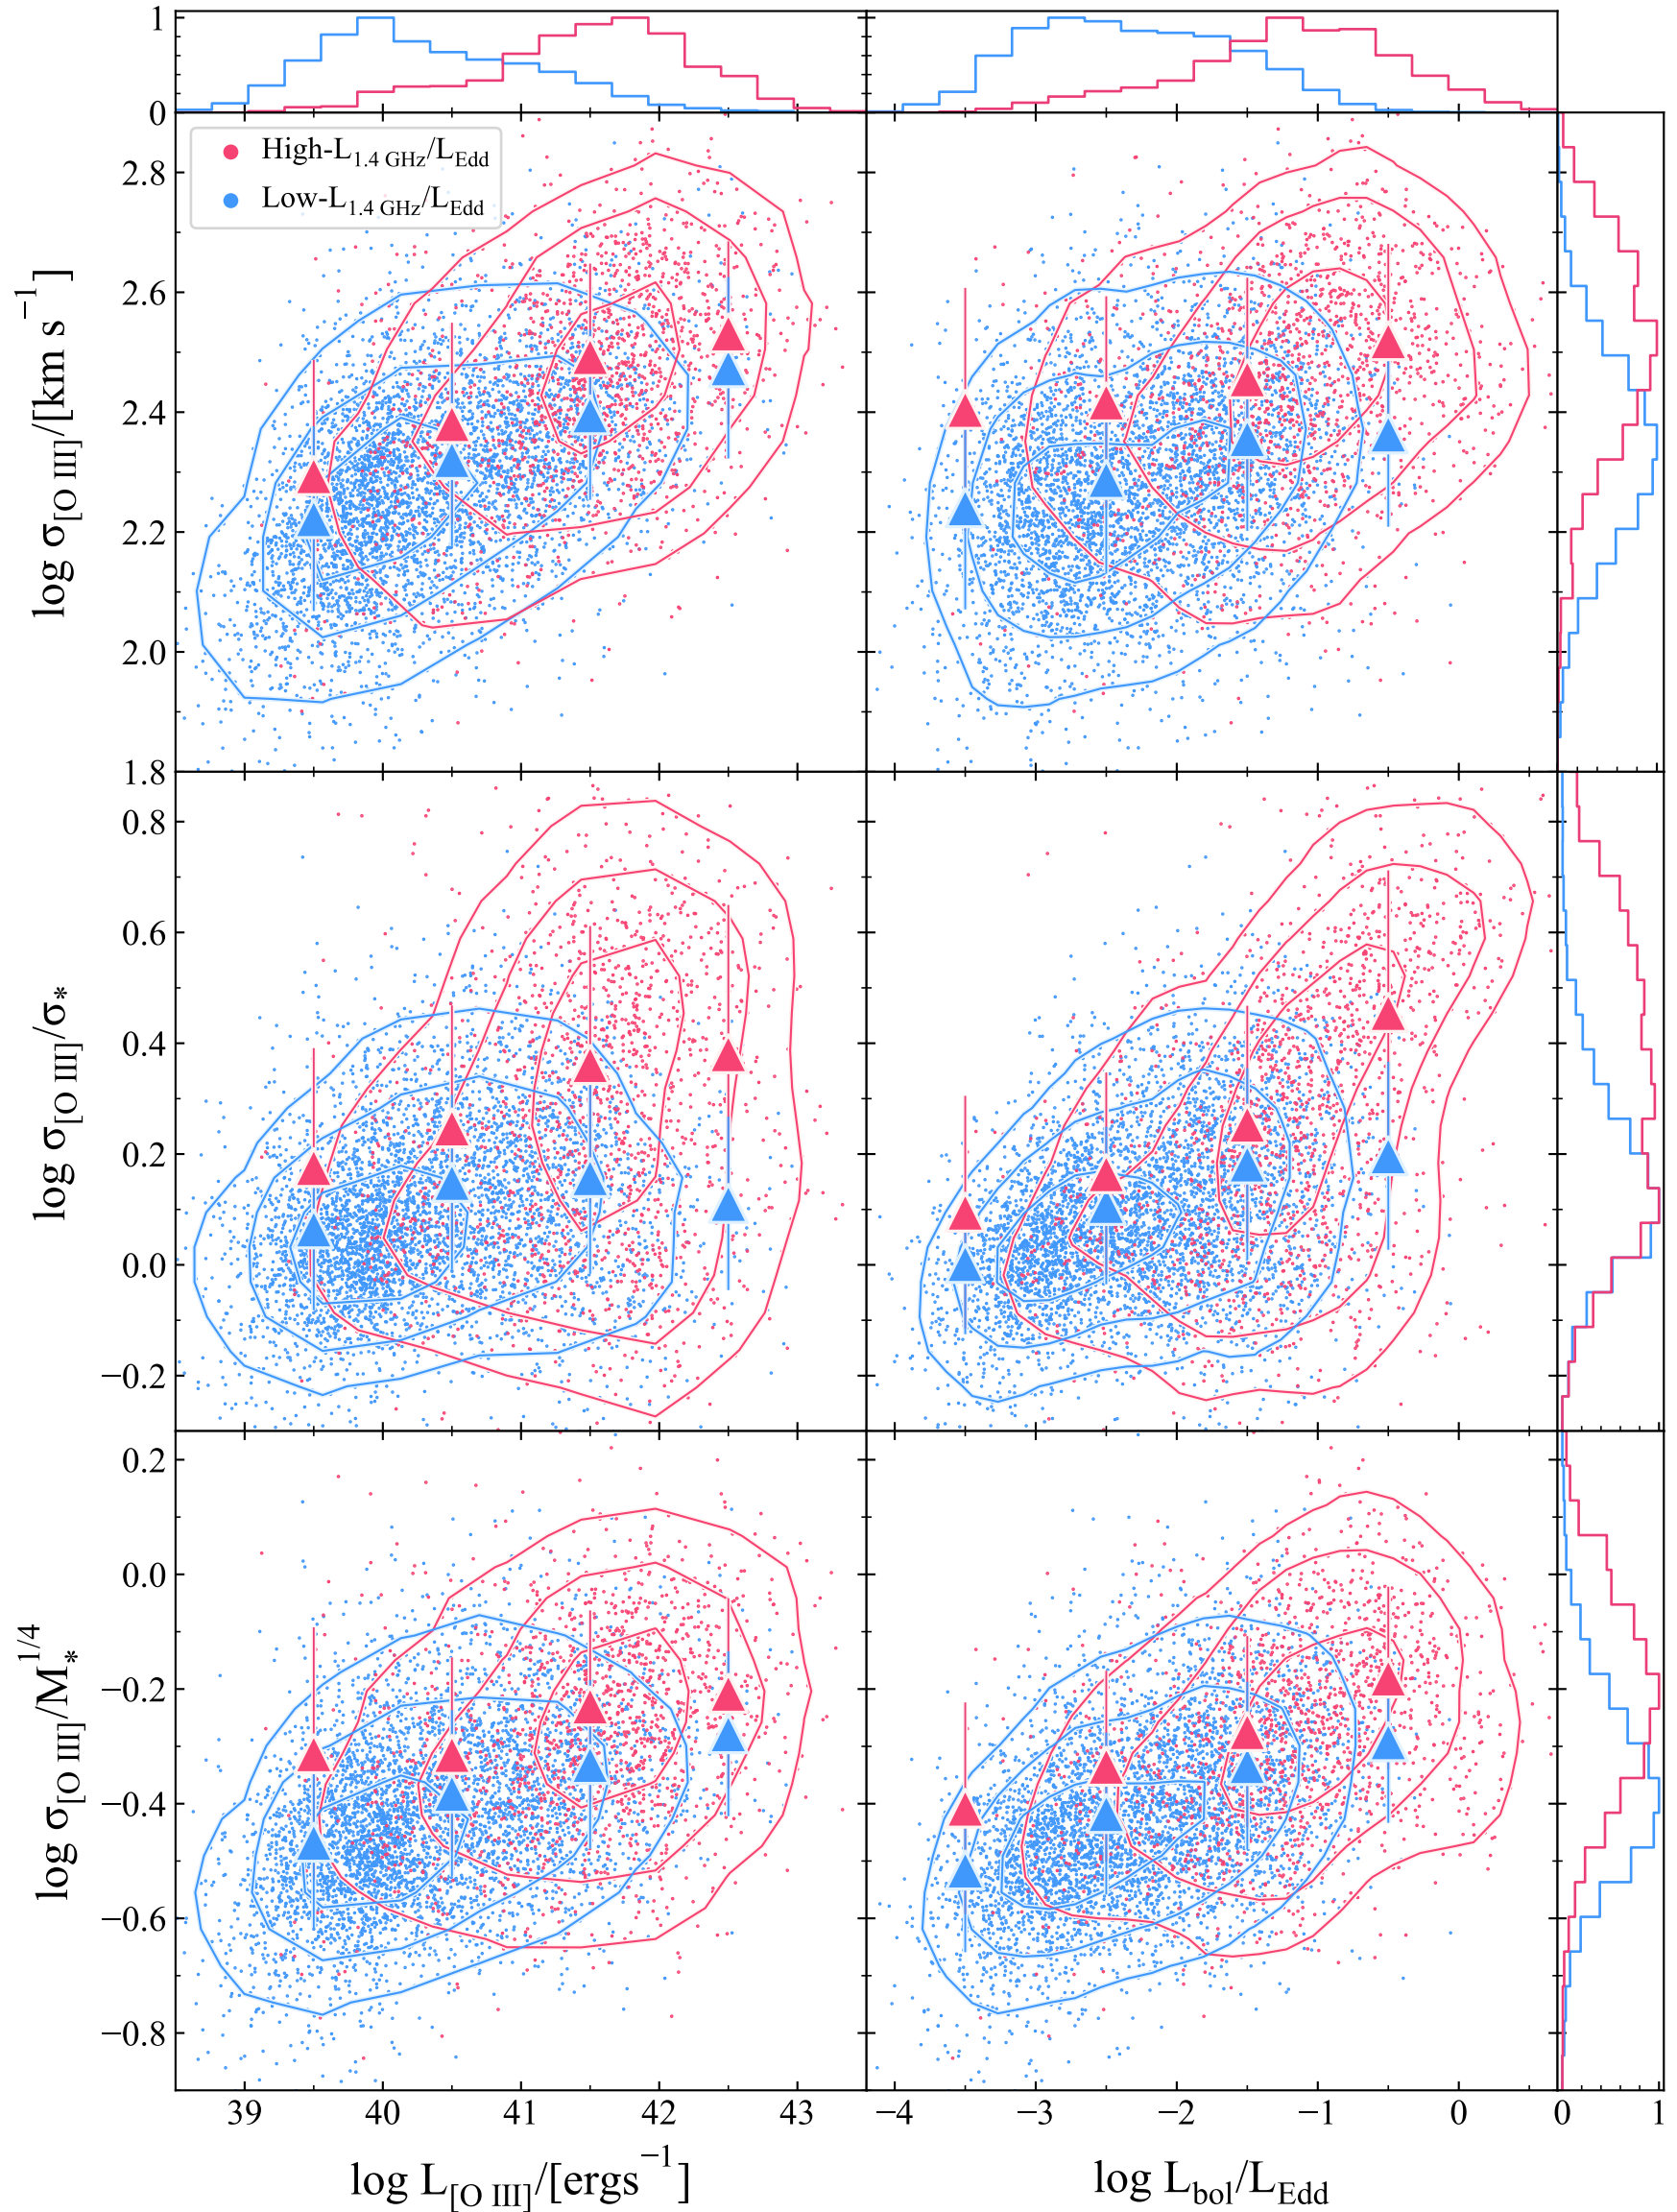 1
0
High-L1.4 GHz/LEdd
Low-L1.4 GHz/LEdd
log σ[O III]/[km s−1]
2.8
2.6
2.4
2.2
2.0
1.8
log σ[O III]/σ*
0.8
0.6
0.4
0.2
0.0
−0.2
log σ[O III]/M*1/4
0.2
0.0
−0.2
−0.4
−0.6
−0.8
39 40 41 42 43
−4 −3 −2 −1 0
0 1
log L[O III]/[ergs−1]
log Lbol/LEdd